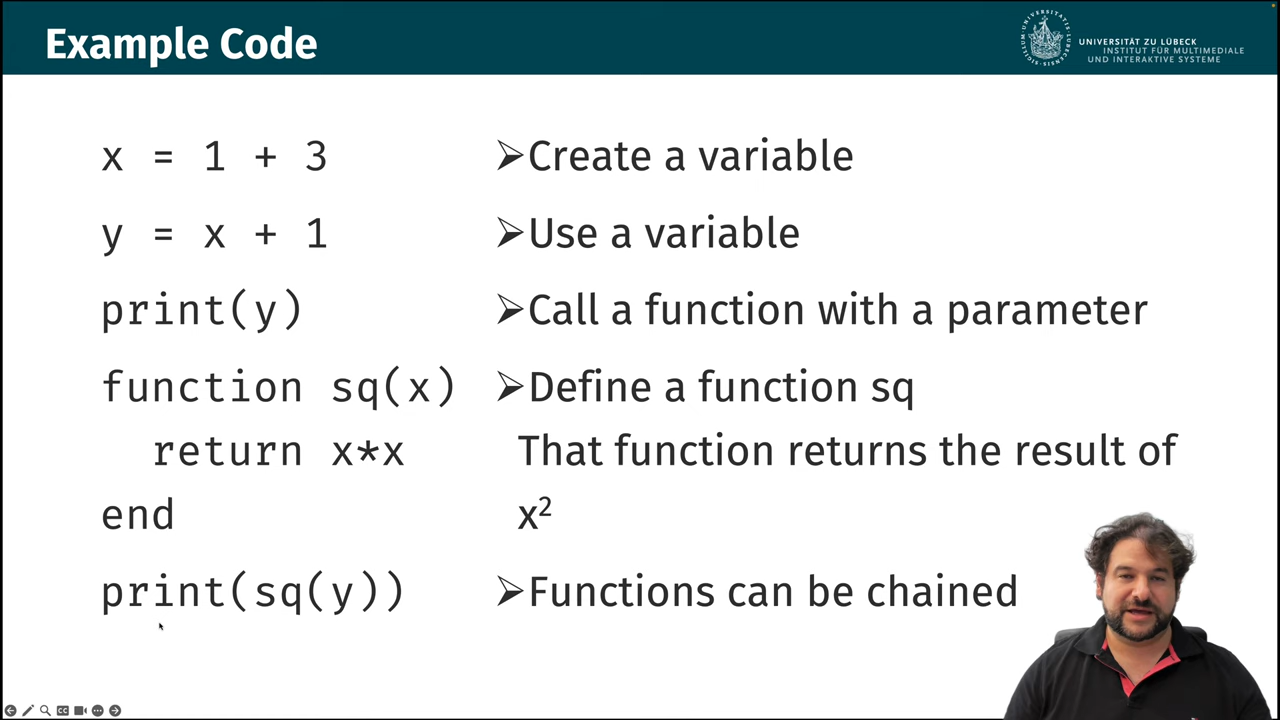 Example Code
UNIVERSITÄT ZU LÜBECK
INSTITUT FÜR MULTIMEDIALE
UND INTERAKTIVE SYSTEME
x = 1 + 3
➢Create a variable
y = x + 1
➢Use a variable
print(y)
➢Call a function with a parameter
function sq(x)
➢Define a function sq
return x*x
That function returns the result of
end
x²
print(sq(y))
➢Functions can be chained